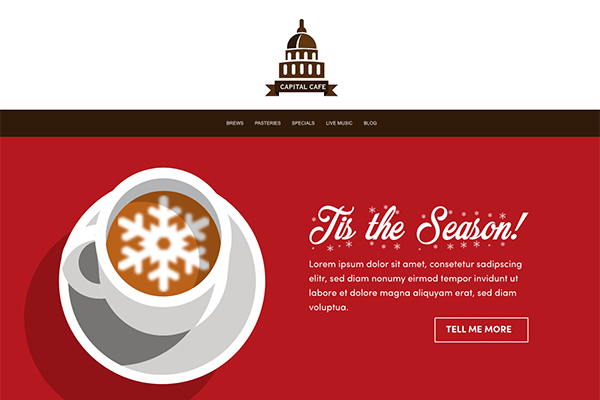 CAPITAL CAFE
BREWS PASTERIES SPECIALS LIVE MUSIC BLOG
'Tis the Season!
Lorem ipsum dolor sit amet, consetetur sadipscing
elitr, sed diam nonumy eirmod tempor invidunt ut
labore et dolore magna aliquyam erat, sed diam
voluptua.
TELL ME MORE